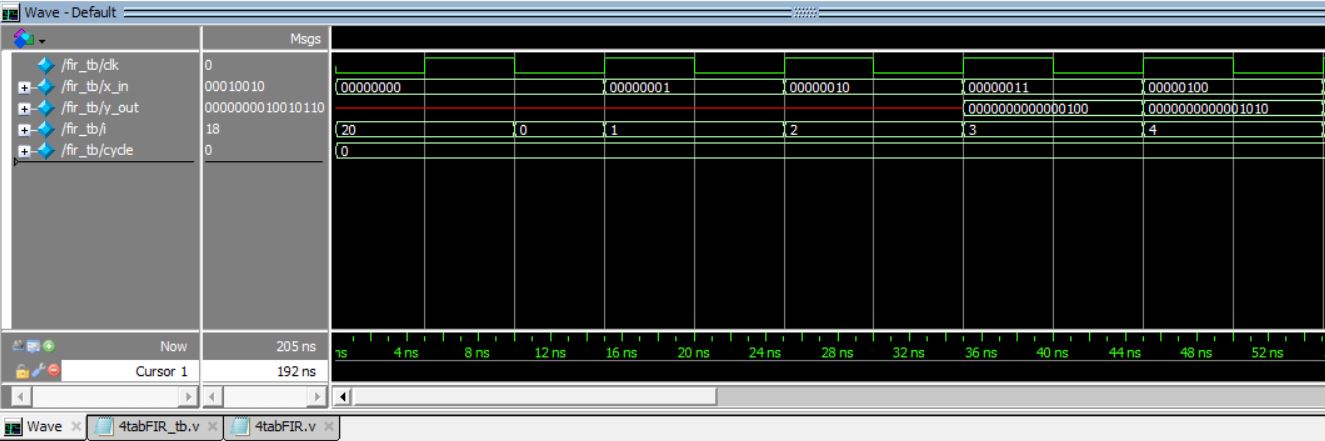 Wave - Default
Msgs
/fir_tb/clk 0
/fir_tb/x_in 00010010 00000000 00000001 00000010 00000011 00000100
/fir_tb/y_out 0000000010010110 0000000000000100 0000000000001010
/fir_tb/i 18 20 0 1 2 3 4
/fir_tb/cycle 0 0
Now 205 ns ns 4 ns 8 ns 12 ns 16 ns 20 ns 24 ns 28 ns 32 ns 36 ns 40 ns 44 ns 48 ns 52 ns
Cursor 1 192 ns
Wave 4tabFIR_tb.v 4tabFIR.v